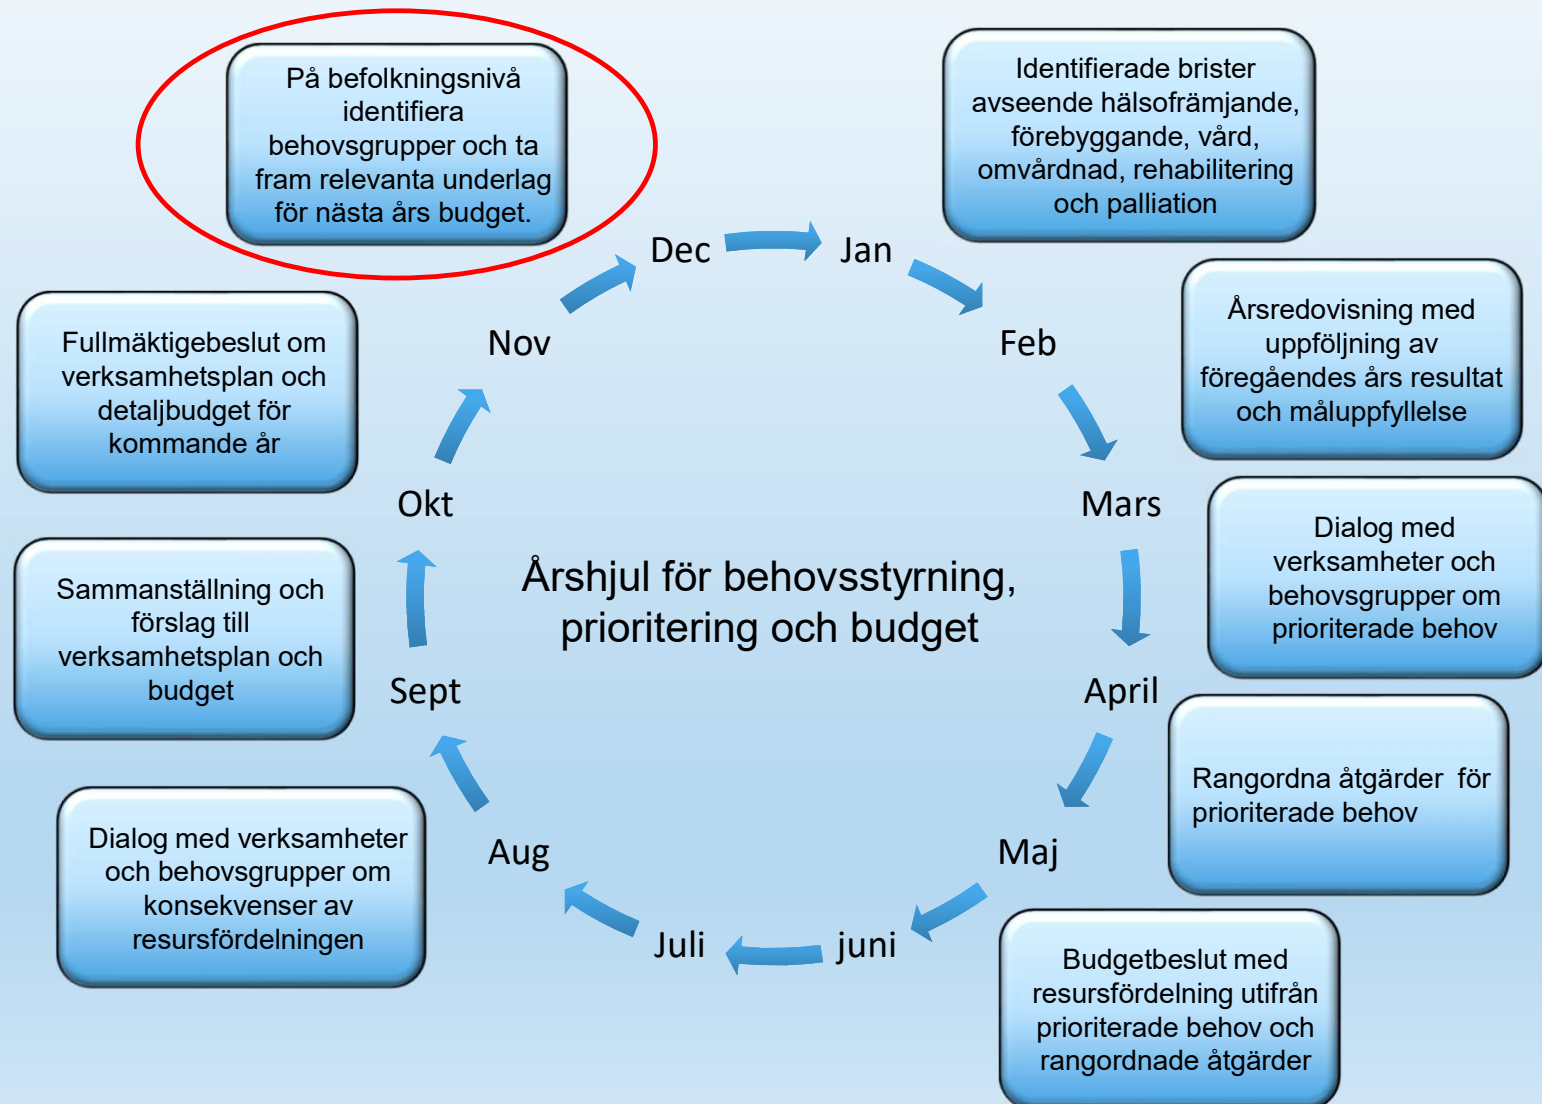 På befolkningsnivå
identifiera
behovsgrupper och ta
fram relevanta underlag
för nästa års budget.
Identifierade brister
avseende hälsofrämjande,
förebyggande, vård,
omvårdnad, rehabilitering
och palliation
Dec
Jan
Nov
Feb
Fullmäktigebeslut om
verksamhetsplan och
detaljbudget för
kommande år
Årsredovisning med
uppföljning av
föregåendes års resultat
och måluppfyllelse
Okt
Mars
Årshjul för behovsstyrning,
prioritering och budget
Dialog med
verksamheter och
behovsgrupper om
prioriterade behov
Sammanställning och
förslag till
verksamhetsplan och
budget
Sept
April
Rangordna åtgärder  för
prioriterade behov
Dialog med verksamheter
och behovsgrupper om
konsekvenser av
resursfördelningen
Aug
Maj
Juli
juni
Budgetbeslut med
resursfördelning utifrån
prioriterade behov och
rangordnade åtgärder